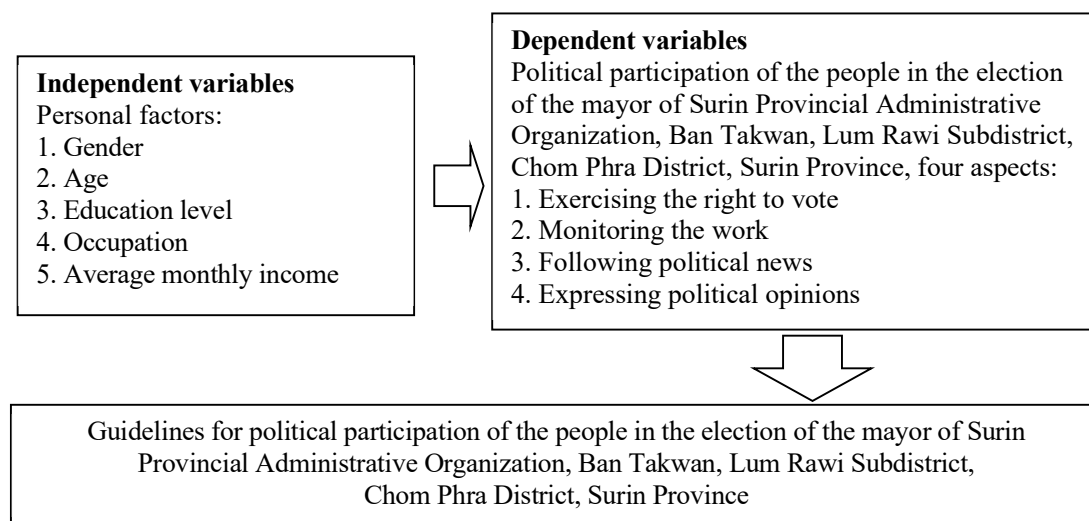 Independent variables
Personal factors:
1. Gender
2. Age
3. Education level
4. Occupation
5. Average monthly income
Dependent variables
Political participation of the people in the election
of the mayor of Surin Provincial Administrative
Organization, Ban Takwan, Lum Rawi Subdistrict,
Chom Phra District, Surin Province, four aspects:
1. Exercising the right to vote
2. Monitoring the work
3. Following political news
4. Expressing political opinions
Guidelines for political participation of the people in the election of the mayor of Surin
Provincial Administrative Organization, Ban Takwan, Lum Rawi Subdistrict,
Chom Phra District, Surin Province